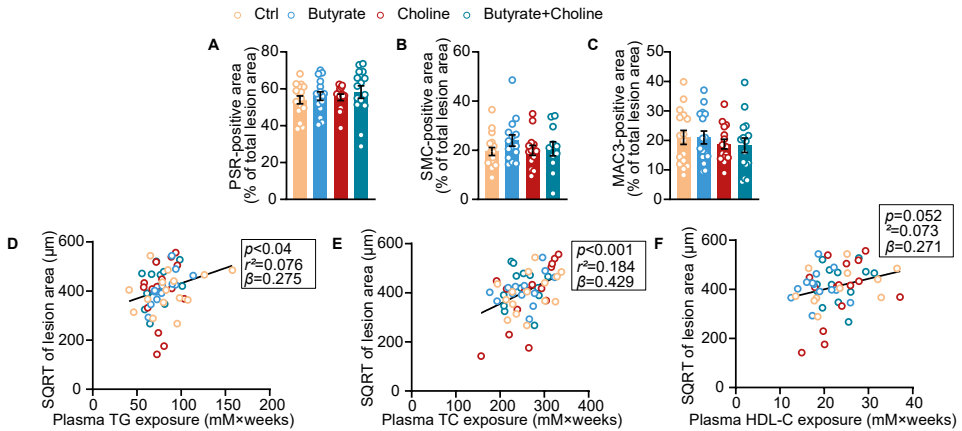 Ctrl Butyrate Choline Butyrate+Choline
A
PSR-positive area
(% of total lesion area)
80
60
40
20
0
B
SMC-positive area
(% of total lesion area)
60
40
20
0
C
MAC3-positive area
(% of total lesion area)
50
40
30
20
10
0
D
SQRT of lesion area (µm)
600
400
200
0
0 50 100 150 200
Plasma TG exposure (mM×weeks)
p<0.04
r²=0.076
β=0.275
E
SQRT of lesion area (µm)
600
400
200
0
0 100 200 300 400
Plasma TC exposure (mM×weeks)
p<0.001
r²=0.184
β=0.429
F
SQRT of lesion area (µm)
600
400
200
0
0 10 20 30 40
Plasma HDL-C exposure (mM×weeks)
p=0.052
²=0.073
β=0.271